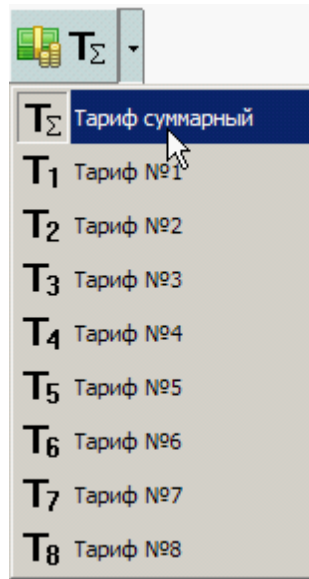 TΣ
TΣ Тариф суммарный
T1 Тариф №1
T2 Тариф №2
T3 Тариф №3
T4 Тариф №4
T5 Тариф №5
T6 Тариф №6
T7 Тариф №7
T8 Тариф №8